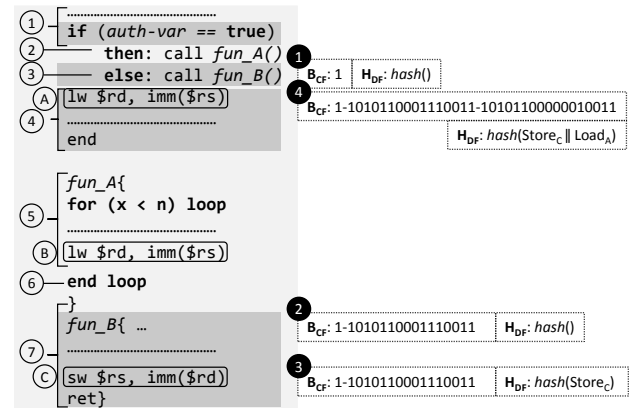 1 if (auth-var == true)
2 then: call fun_A()
3 else: call fun_B()
1 B_CF: 1 H_DF: hash()
A lw $rd, imm($rs)
4
4 B_CF: 1-1010110001110011-10101100000010011
end
H_DF: hash(Store_C ‖ Load_A)
fun_A{
5 for (x < n) loop
B lw $rd, imm($rs)
6 end loop
}
fun_B{ …
2 B_CF: 1-1010110001110011 H_DF: hash()
7
C sw $rs, imm($rd)
3 B_CF: 1-1010110001110011 H_DF: hash(Store_C)
ret}